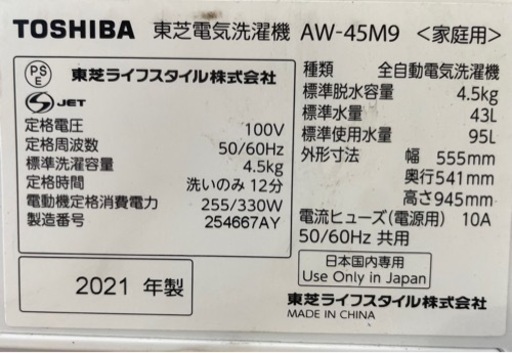 TOSHIBA 東芝電気洗濯機 AW-45M9 <家庭用>
PS E 東芝ライフスタイル株式会社
S JET
定格電圧 100V
定格周波数 50/60Hz
標準洗濯容量 4.5kg
定格時間 洗いのみ 12分
電動機定格消費電力 255/330W
製造番号 254667AY
2021 年製
種類 全自動電気洗濯機
標準脱水容量 4.5kg
標準水量 43L
標準使用水量 95L
外形寸法 幅 555mm
奥行541mm
高さ945mm
電流ヒューズ(電源用) 10A
50/60Hz 共用
日本国内専用
Use Only in Japan
東芝ライフスタイル株式会社
MADE IN CHINA